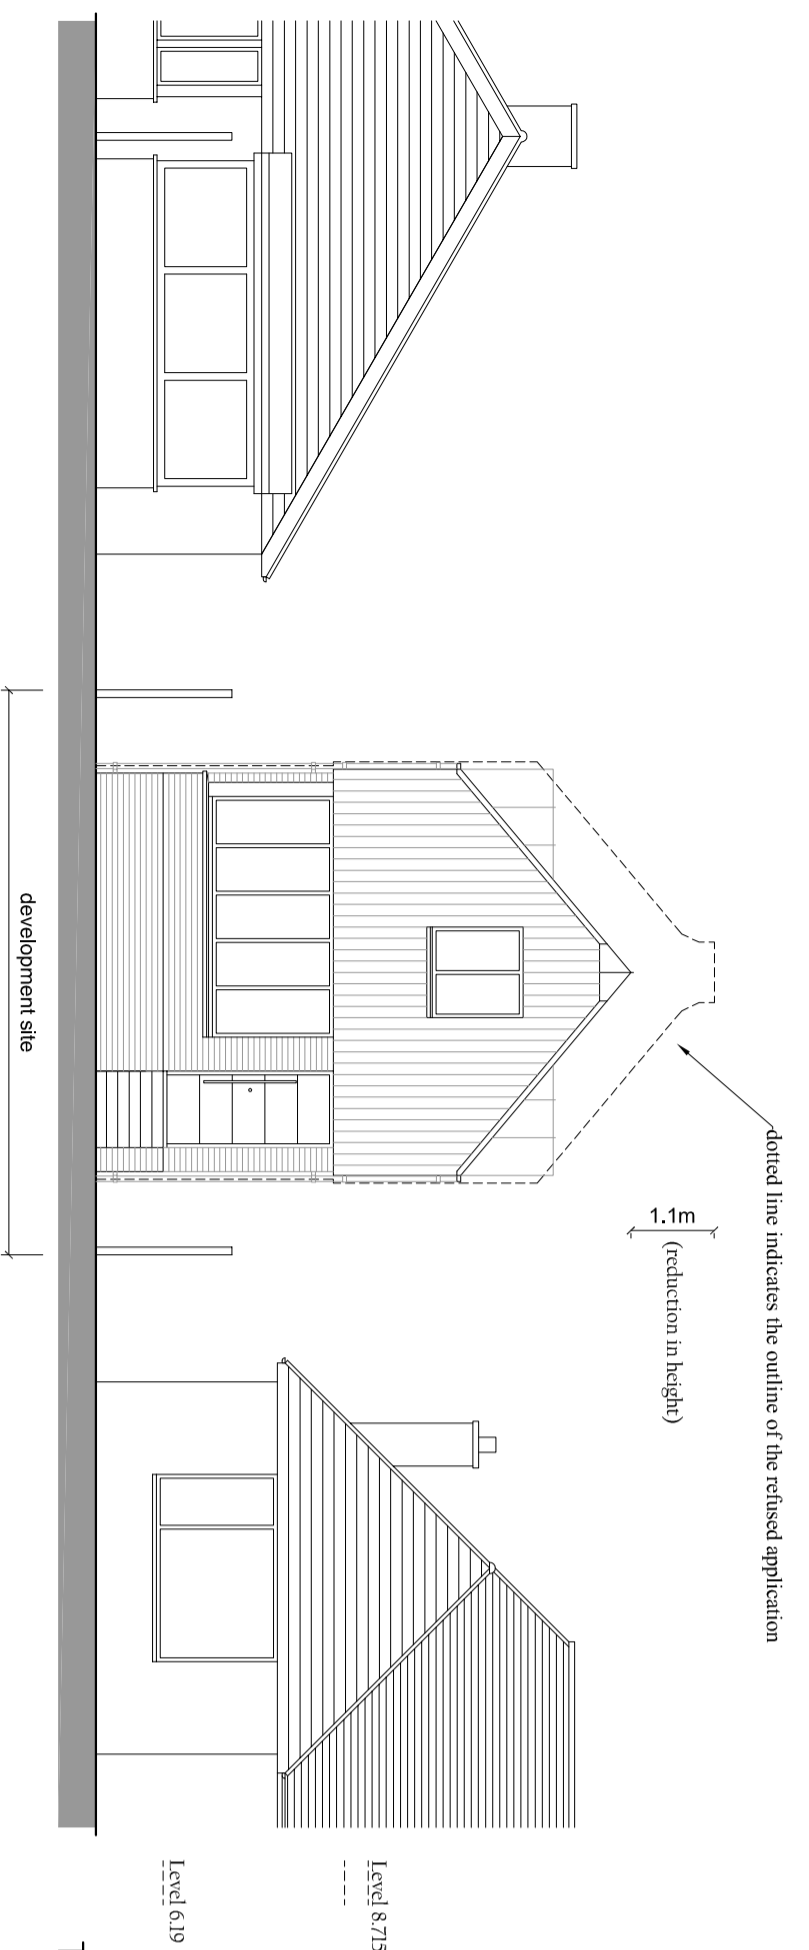 dotted line indicates the outline of the refused application
1.1m
(reduction in height)
Level 8.715
Level 6.19
development site